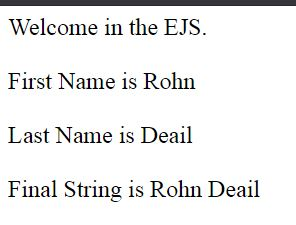 Welcome in the EJS.
First Name is Rohn
Last Name is Deail
Final String is Rohn Deail